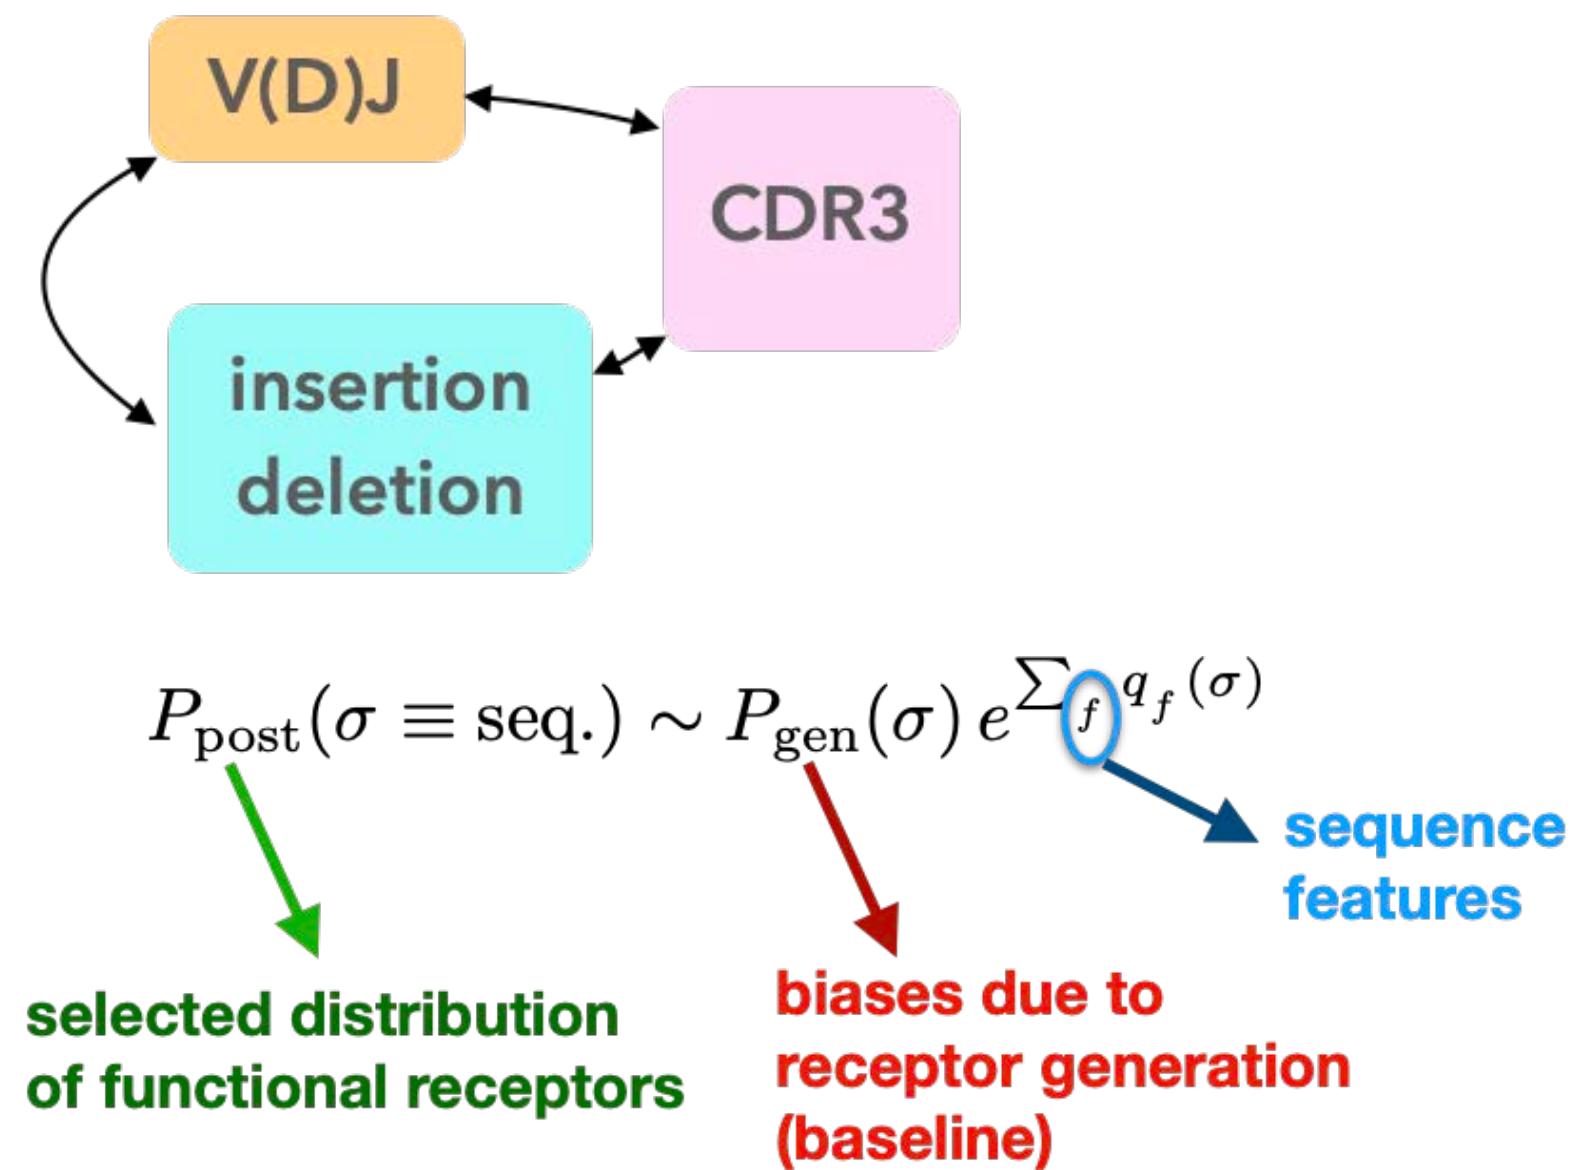 V(D)J
CDR3
insertion
deletion
P_post(σ ≡ seq.) ∼ P_gen(σ) e^{∑_f q_f(σ)}
sequence
features
selected distribution
of functional receptors
biases due to
receptor generation
(baseline)